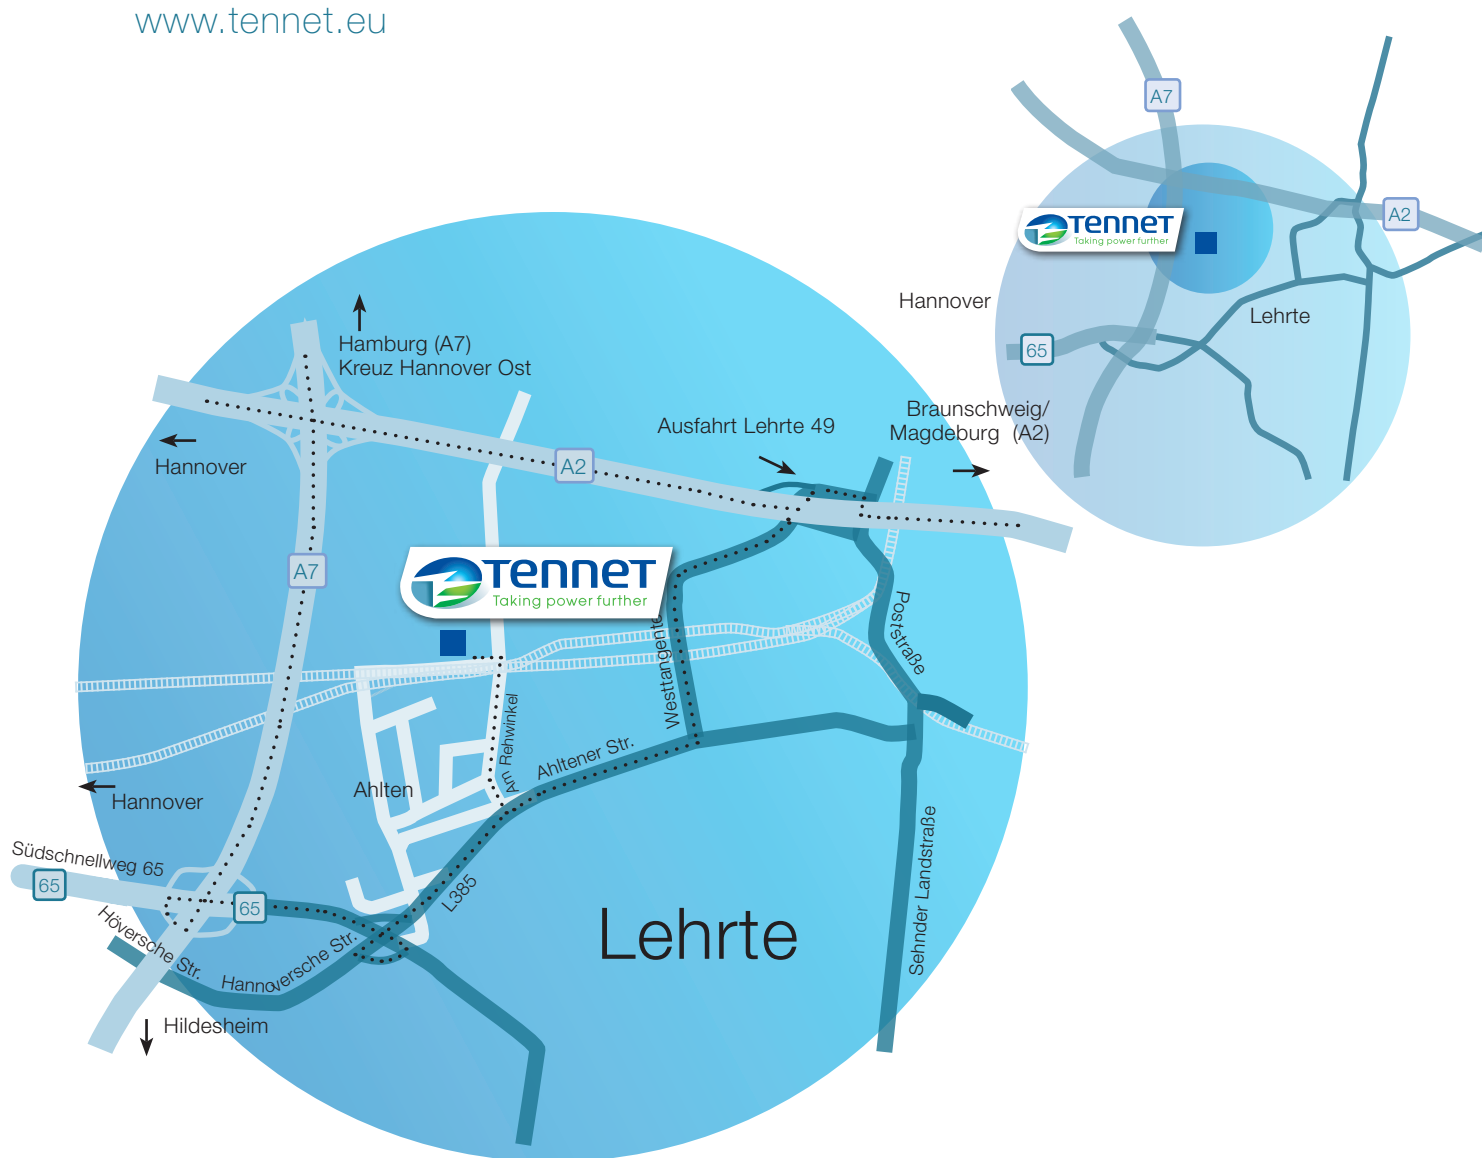 www.tennet.eu
A7
A2
TENNET
Taking power further
Hannover
Lehrte
65
Hamburg (A7)
Kreuz Hannover Ost
Braunschweig/
Magdeburg (A2)
Ausfahrt Lehrte 49
Hannover
A2
A7
TENNET
Taking power further
Poststraße
Westtangente
Am Rehwinkel
Ahltener Str.
Ahlten
Hannover
Südschnellweg 65
65
65
L385
Höversche Str.
Hannoversche Str.
Lehrte
Sehnder Landstraße
Hildesheim